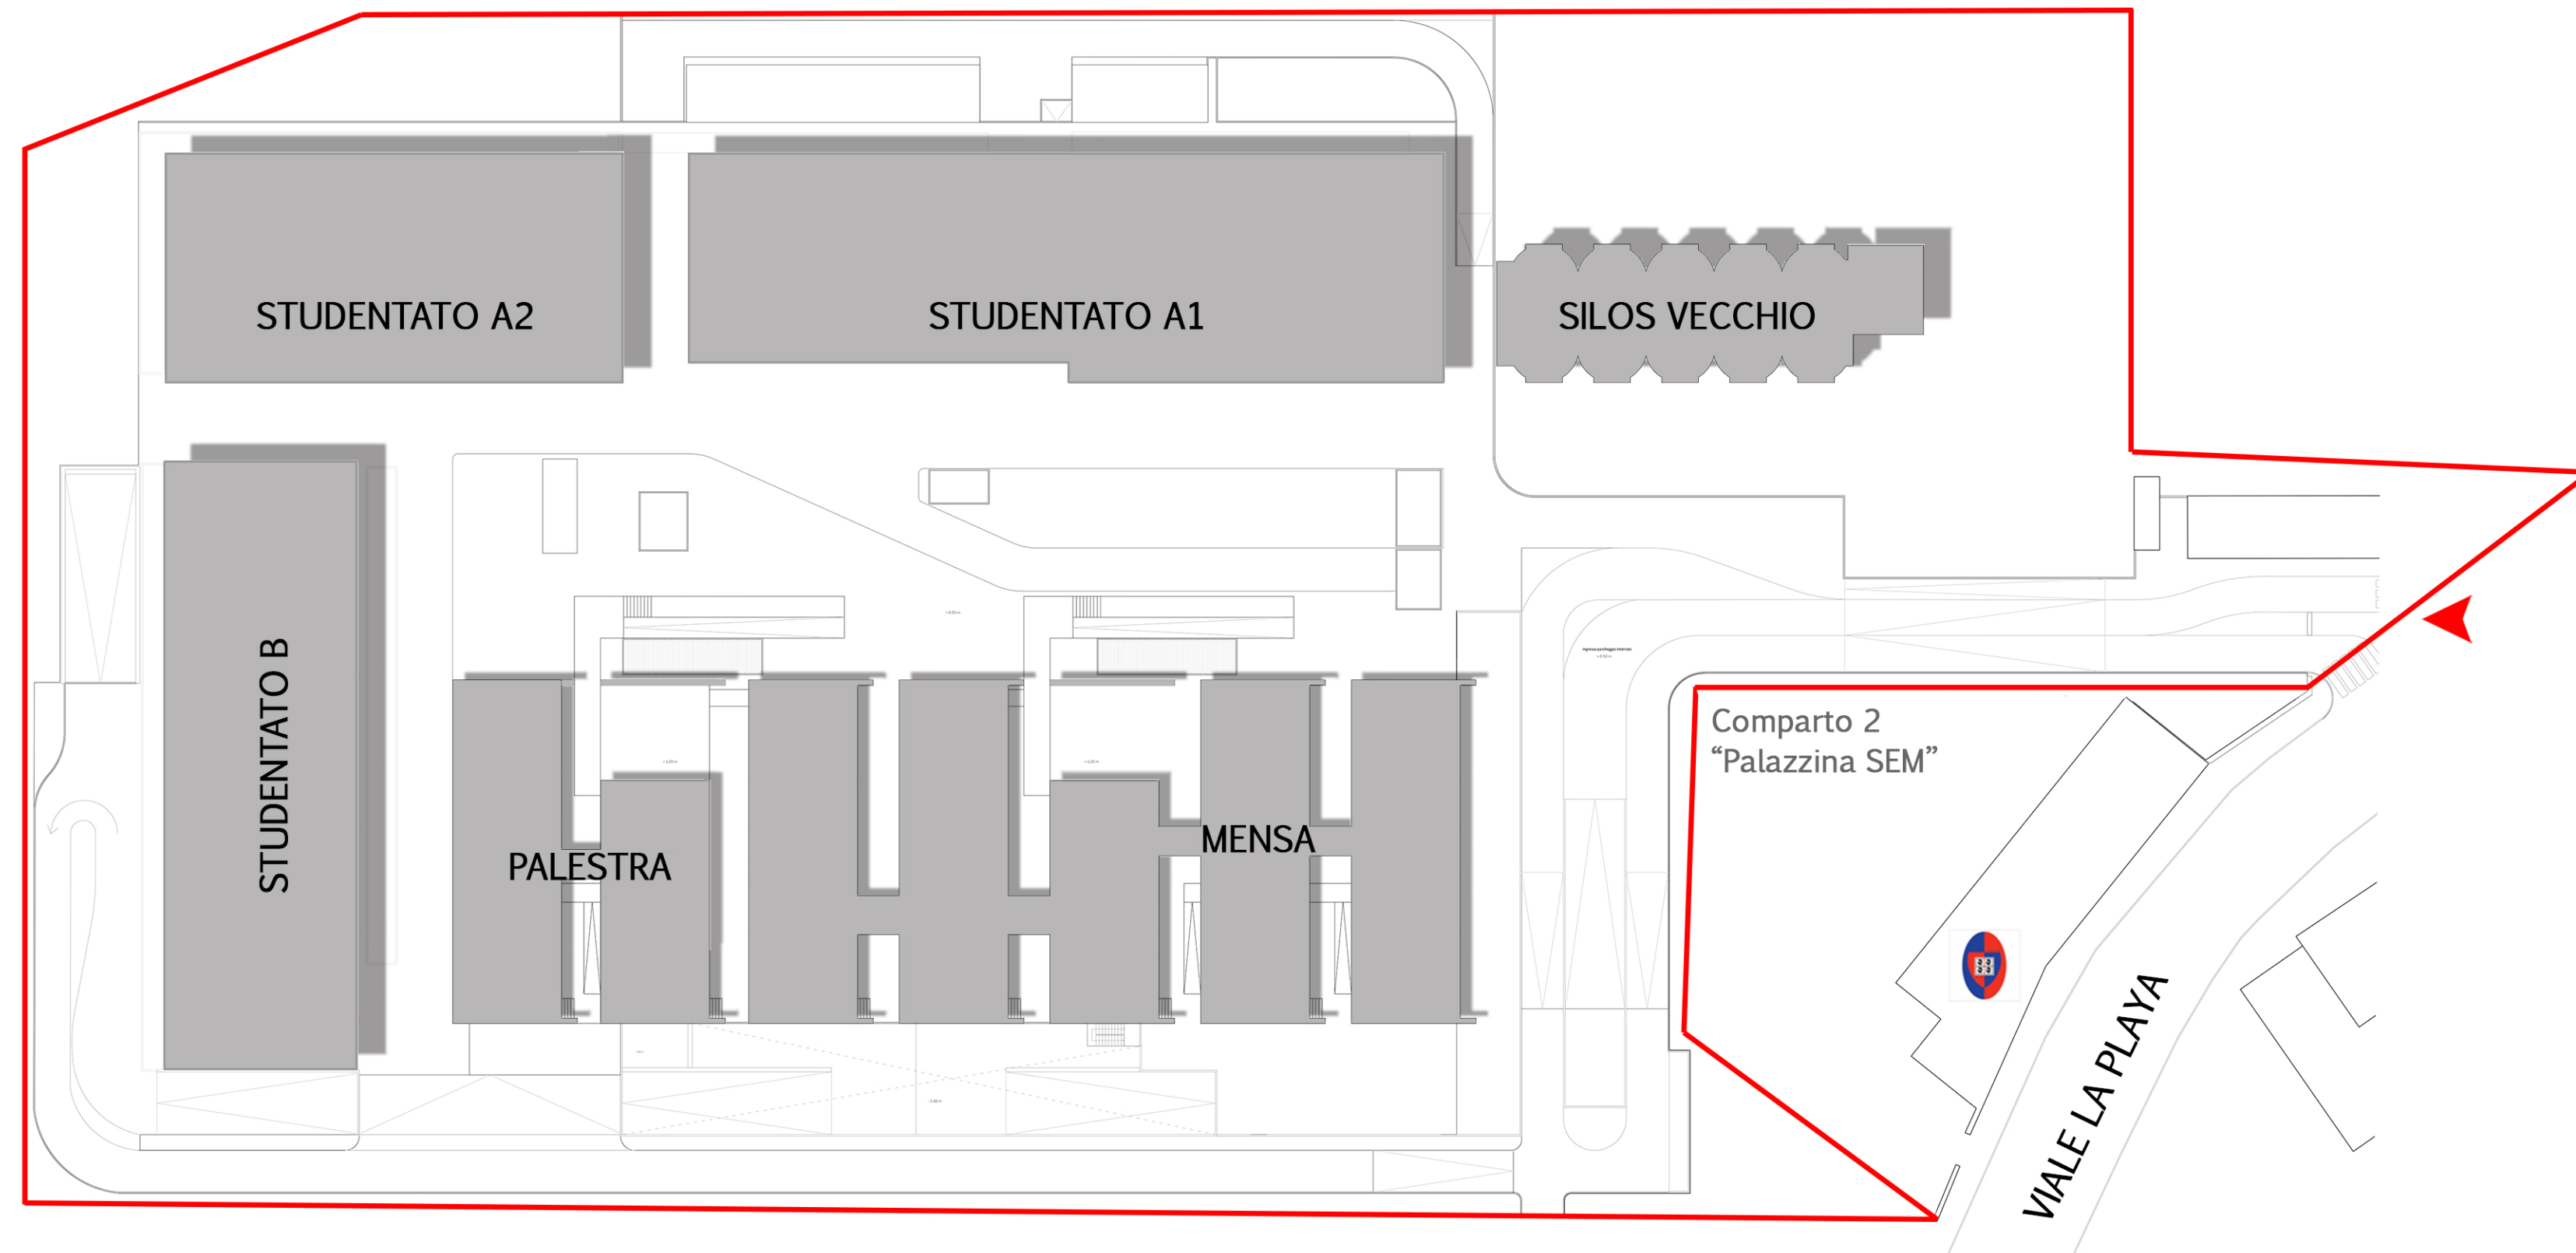 STUDENTATO A2
STUDENTATO A1
SILOS VECCHIO
STUDENTATO B
PALESTRA
MENSA
Comparto 2
“Palazzina SEM”
VIALE LA PLAYA